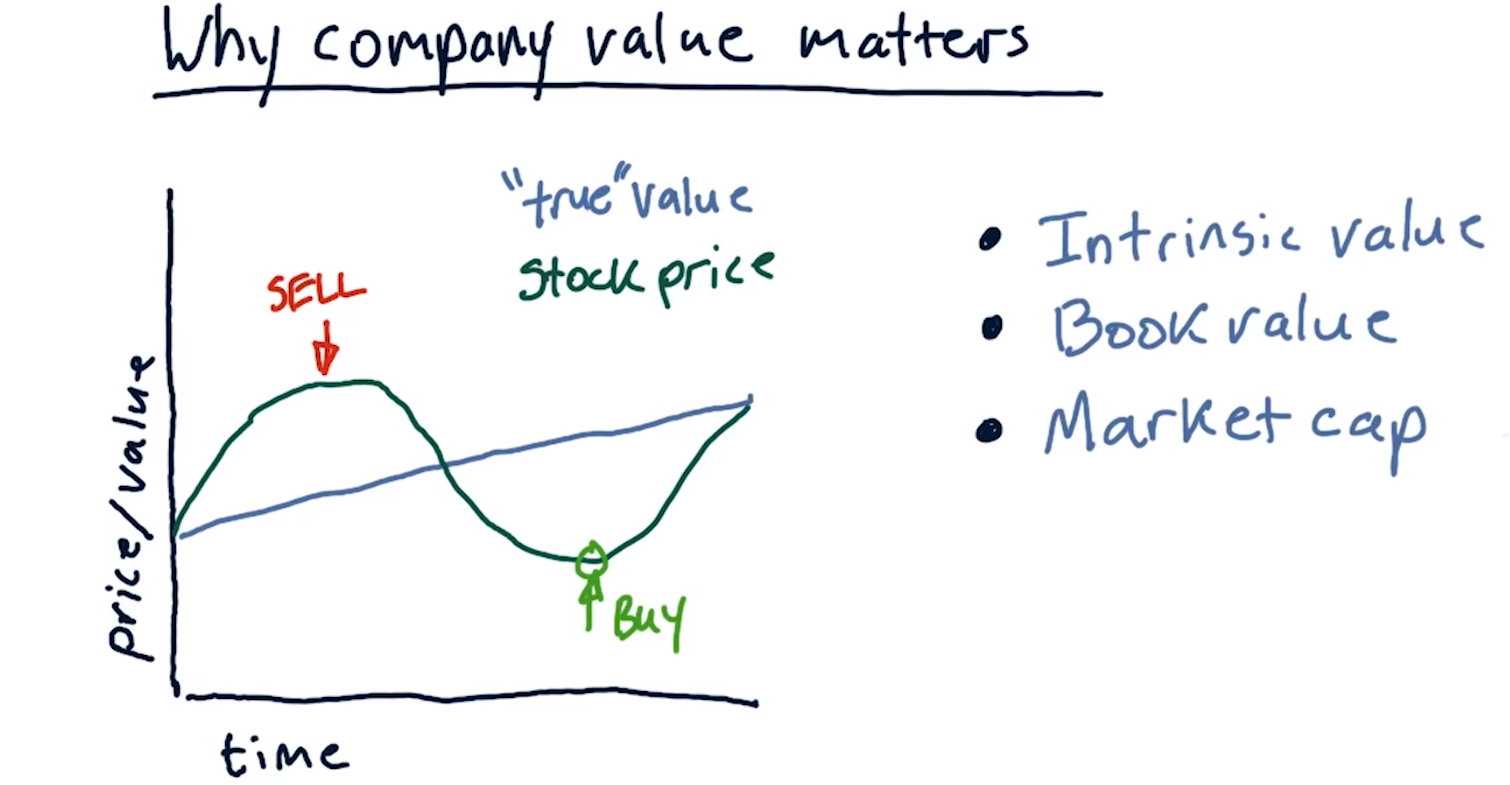 Why company value matters
"true" value
Stock price
SELL
BUY
price/value
time
• Intrinsic value
• Book value
• Market cap